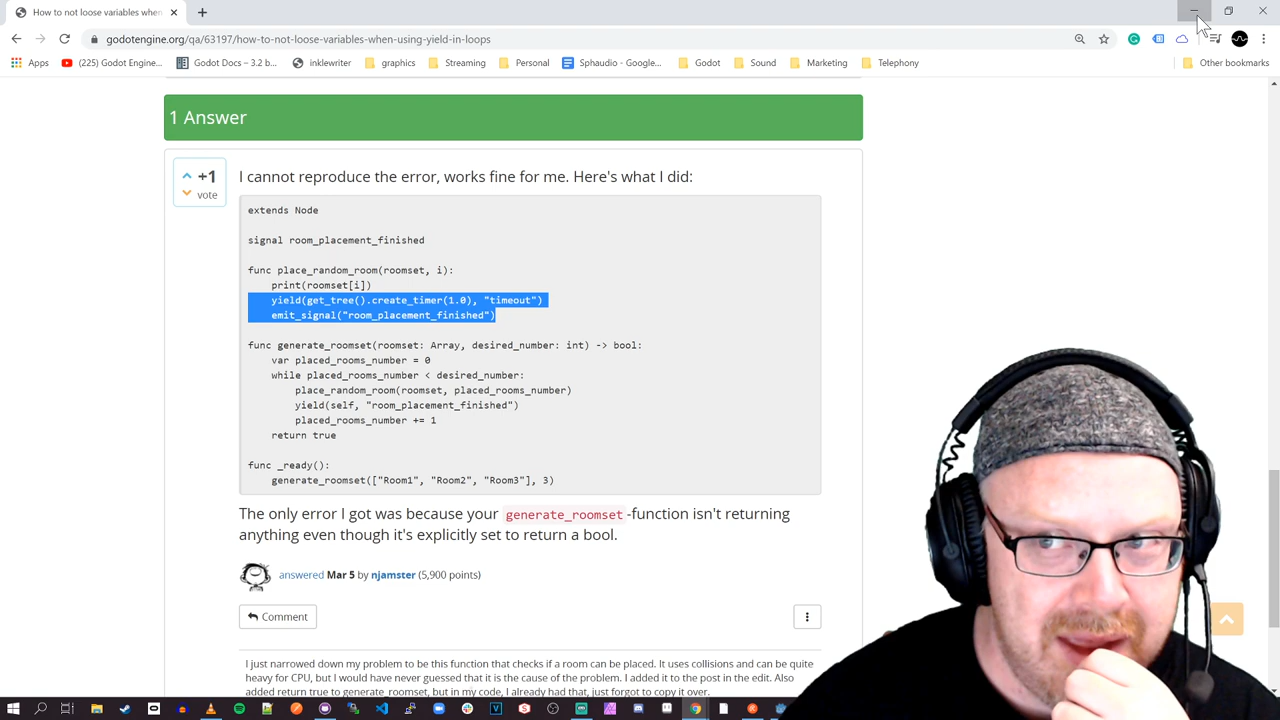 How to not loose variables when
godotengine.org/qa/63197/how-to-not-loose-variables-when-using-yield-in-loops
Apps
(225) Godot Engine...
Godot Docs – 3.2 b...
inklewriter
graphics
Streaming
Personal
Sphaudio - Google...
Godot
Sound
Marketing
Telephony
Other bookmarks
1 Answer
+1
vote
I cannot reproduce the error, works fine for me. Here's what I did:
extends Node
signal room_placement_finished
func place_random_room(roomset, i):
print(roomset[i])
yield(get_tree().create_timer(1.0), "timeout")
emit_signal("room_placement_finished")
func generate_roomset(roomset: Array, desired_number: int) -> bool:
var placed_rooms_number = 0
while placed_rooms_number < desired_number:
place_random_room(roomset, placed_rooms_number)
yield(self, "room_placement_finished")
placed_rooms_number += 1
return true
func _ready():
generate_roomset(["Room1", "Room2", "Room3"], 3)
The only error I got was because your generate_roomset -function isn't returning
anything even though it's explicitly set to return a bool.
answered Mar 5 by njamster (5,900 points)
Comment
I just narrowed down my problem to be this function that checks if a room can be placed. It uses collisions and can be quite
heavy for CPU, but I would have never guessed that it is the cause of the problem. I added it to the post in the edit. Also
added return true to generate_roomset, but in my code, I already had that, just forgot to copy it over.